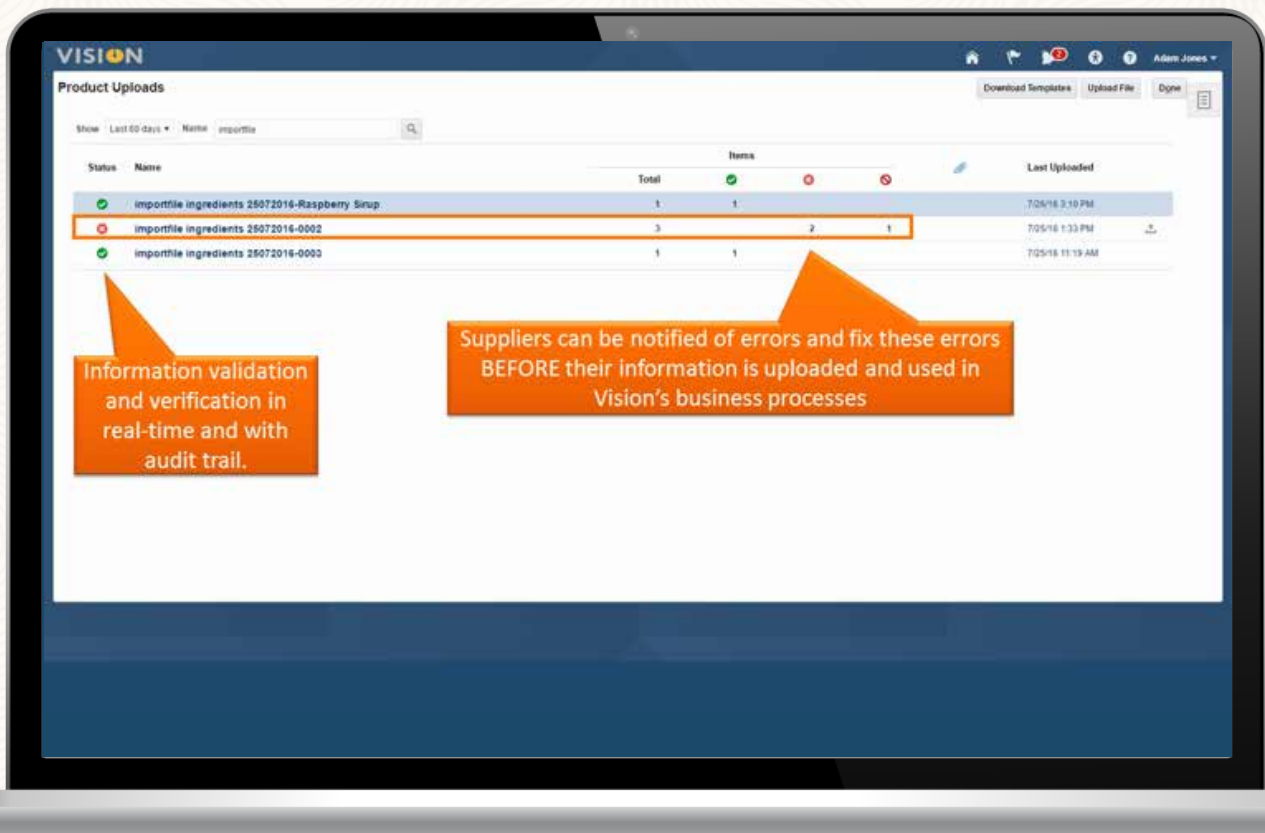 VISION
2
Adam Jones
Product Uploads
Download Templates Upload File Done
Show Last 60 days Name importfile
Status Name Items Last Uploaded
Total
importfile ingredients 25072016-Raspberry Sirup 1 1 7/26/16 3:10 PM
importfile ingredients 25072016-0002 3 2 1 7/25/16 1:33 PM
importfile ingredients 25072016-0003 1 1 7/25/16 11:19 AM
Information validation
and verification in
real-time and with
audit trail.
Suppliers can be notified of errors and fix these errors
BEFORE their information is uploaded and used in
Vision's business processes